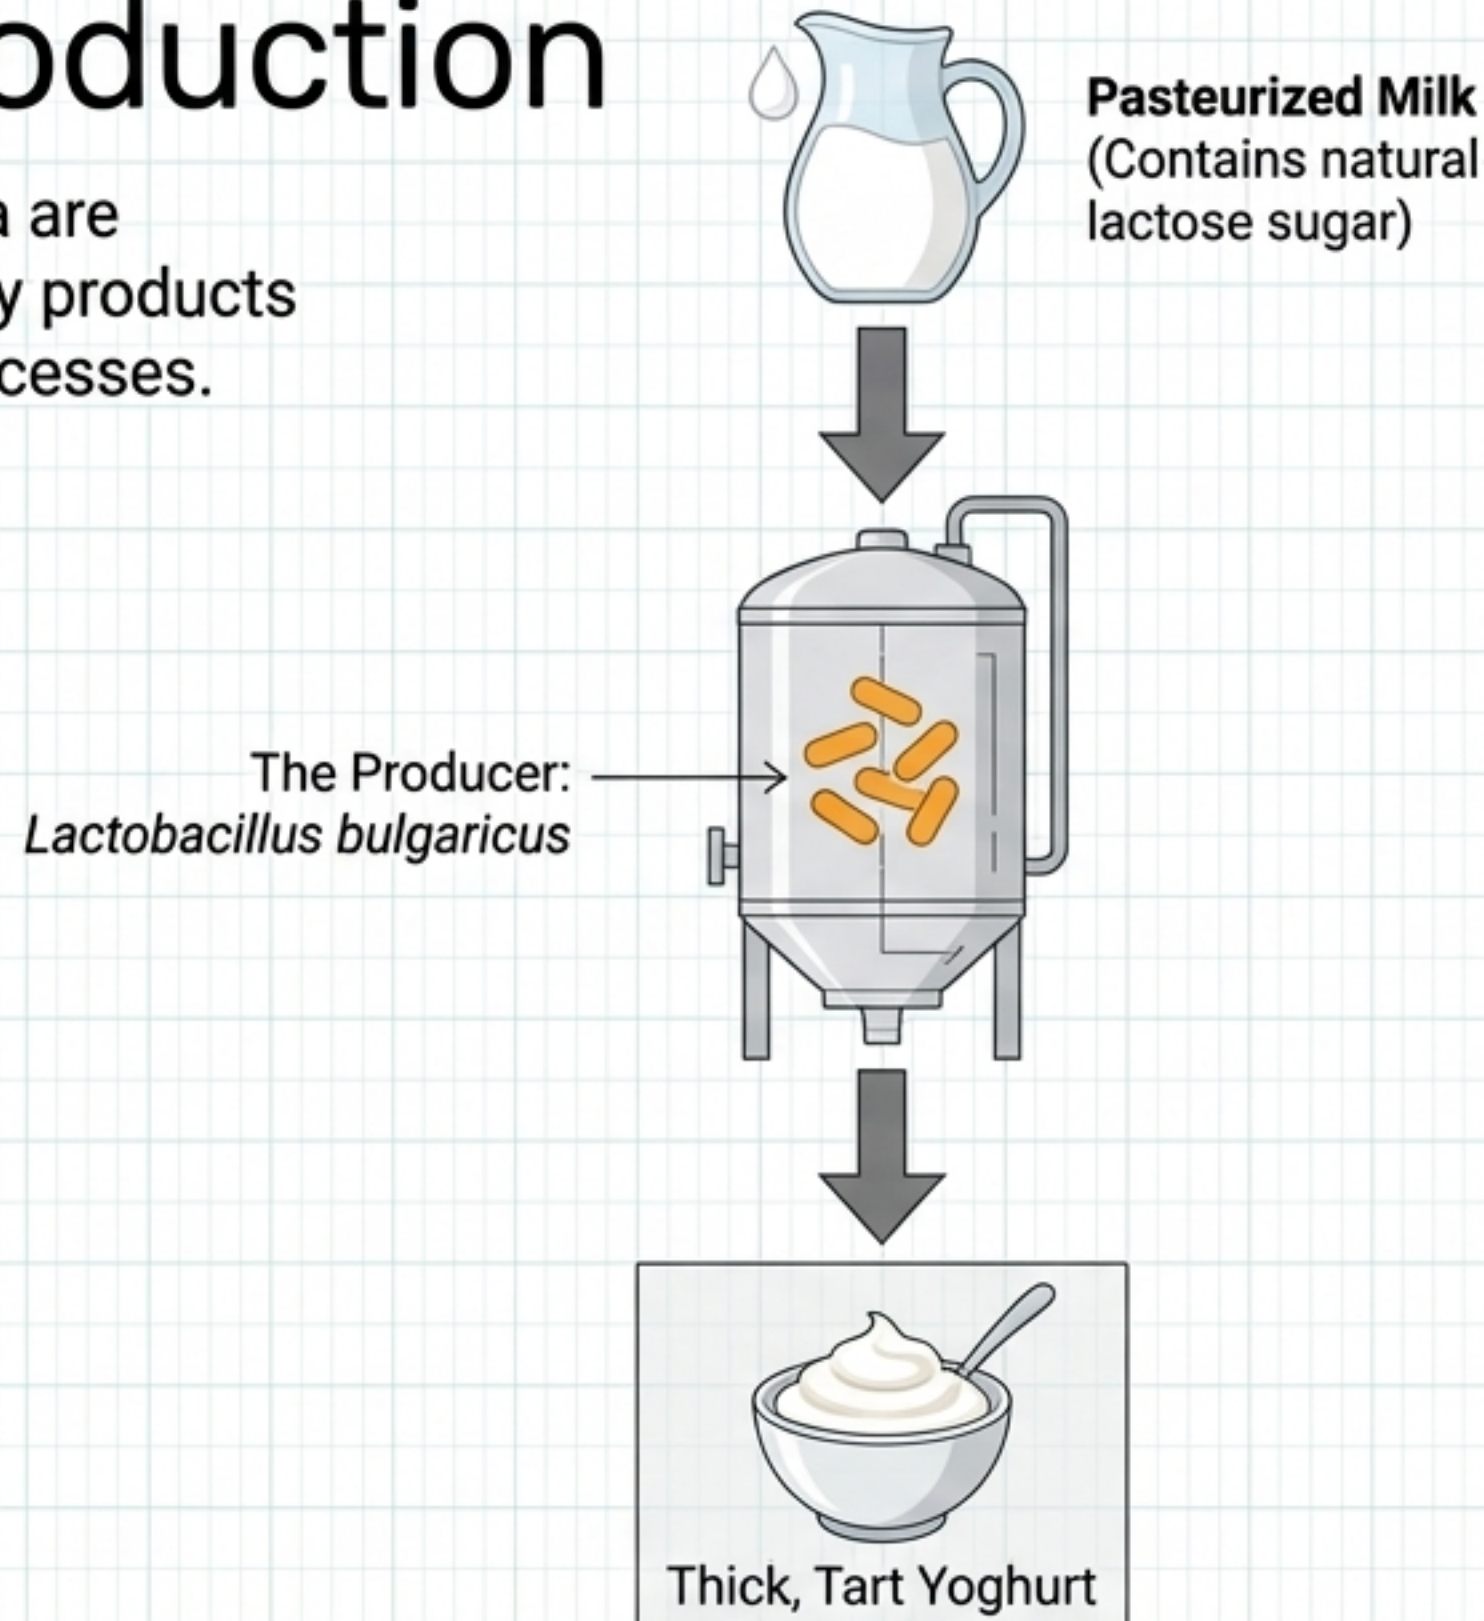 oduction
a are
y products
cesses.
Pasteurized Milk
(Contains natural
lactose sugar)
The Producer:
Lactobacillus bulgaricus
Thick, Tart Yoghurt